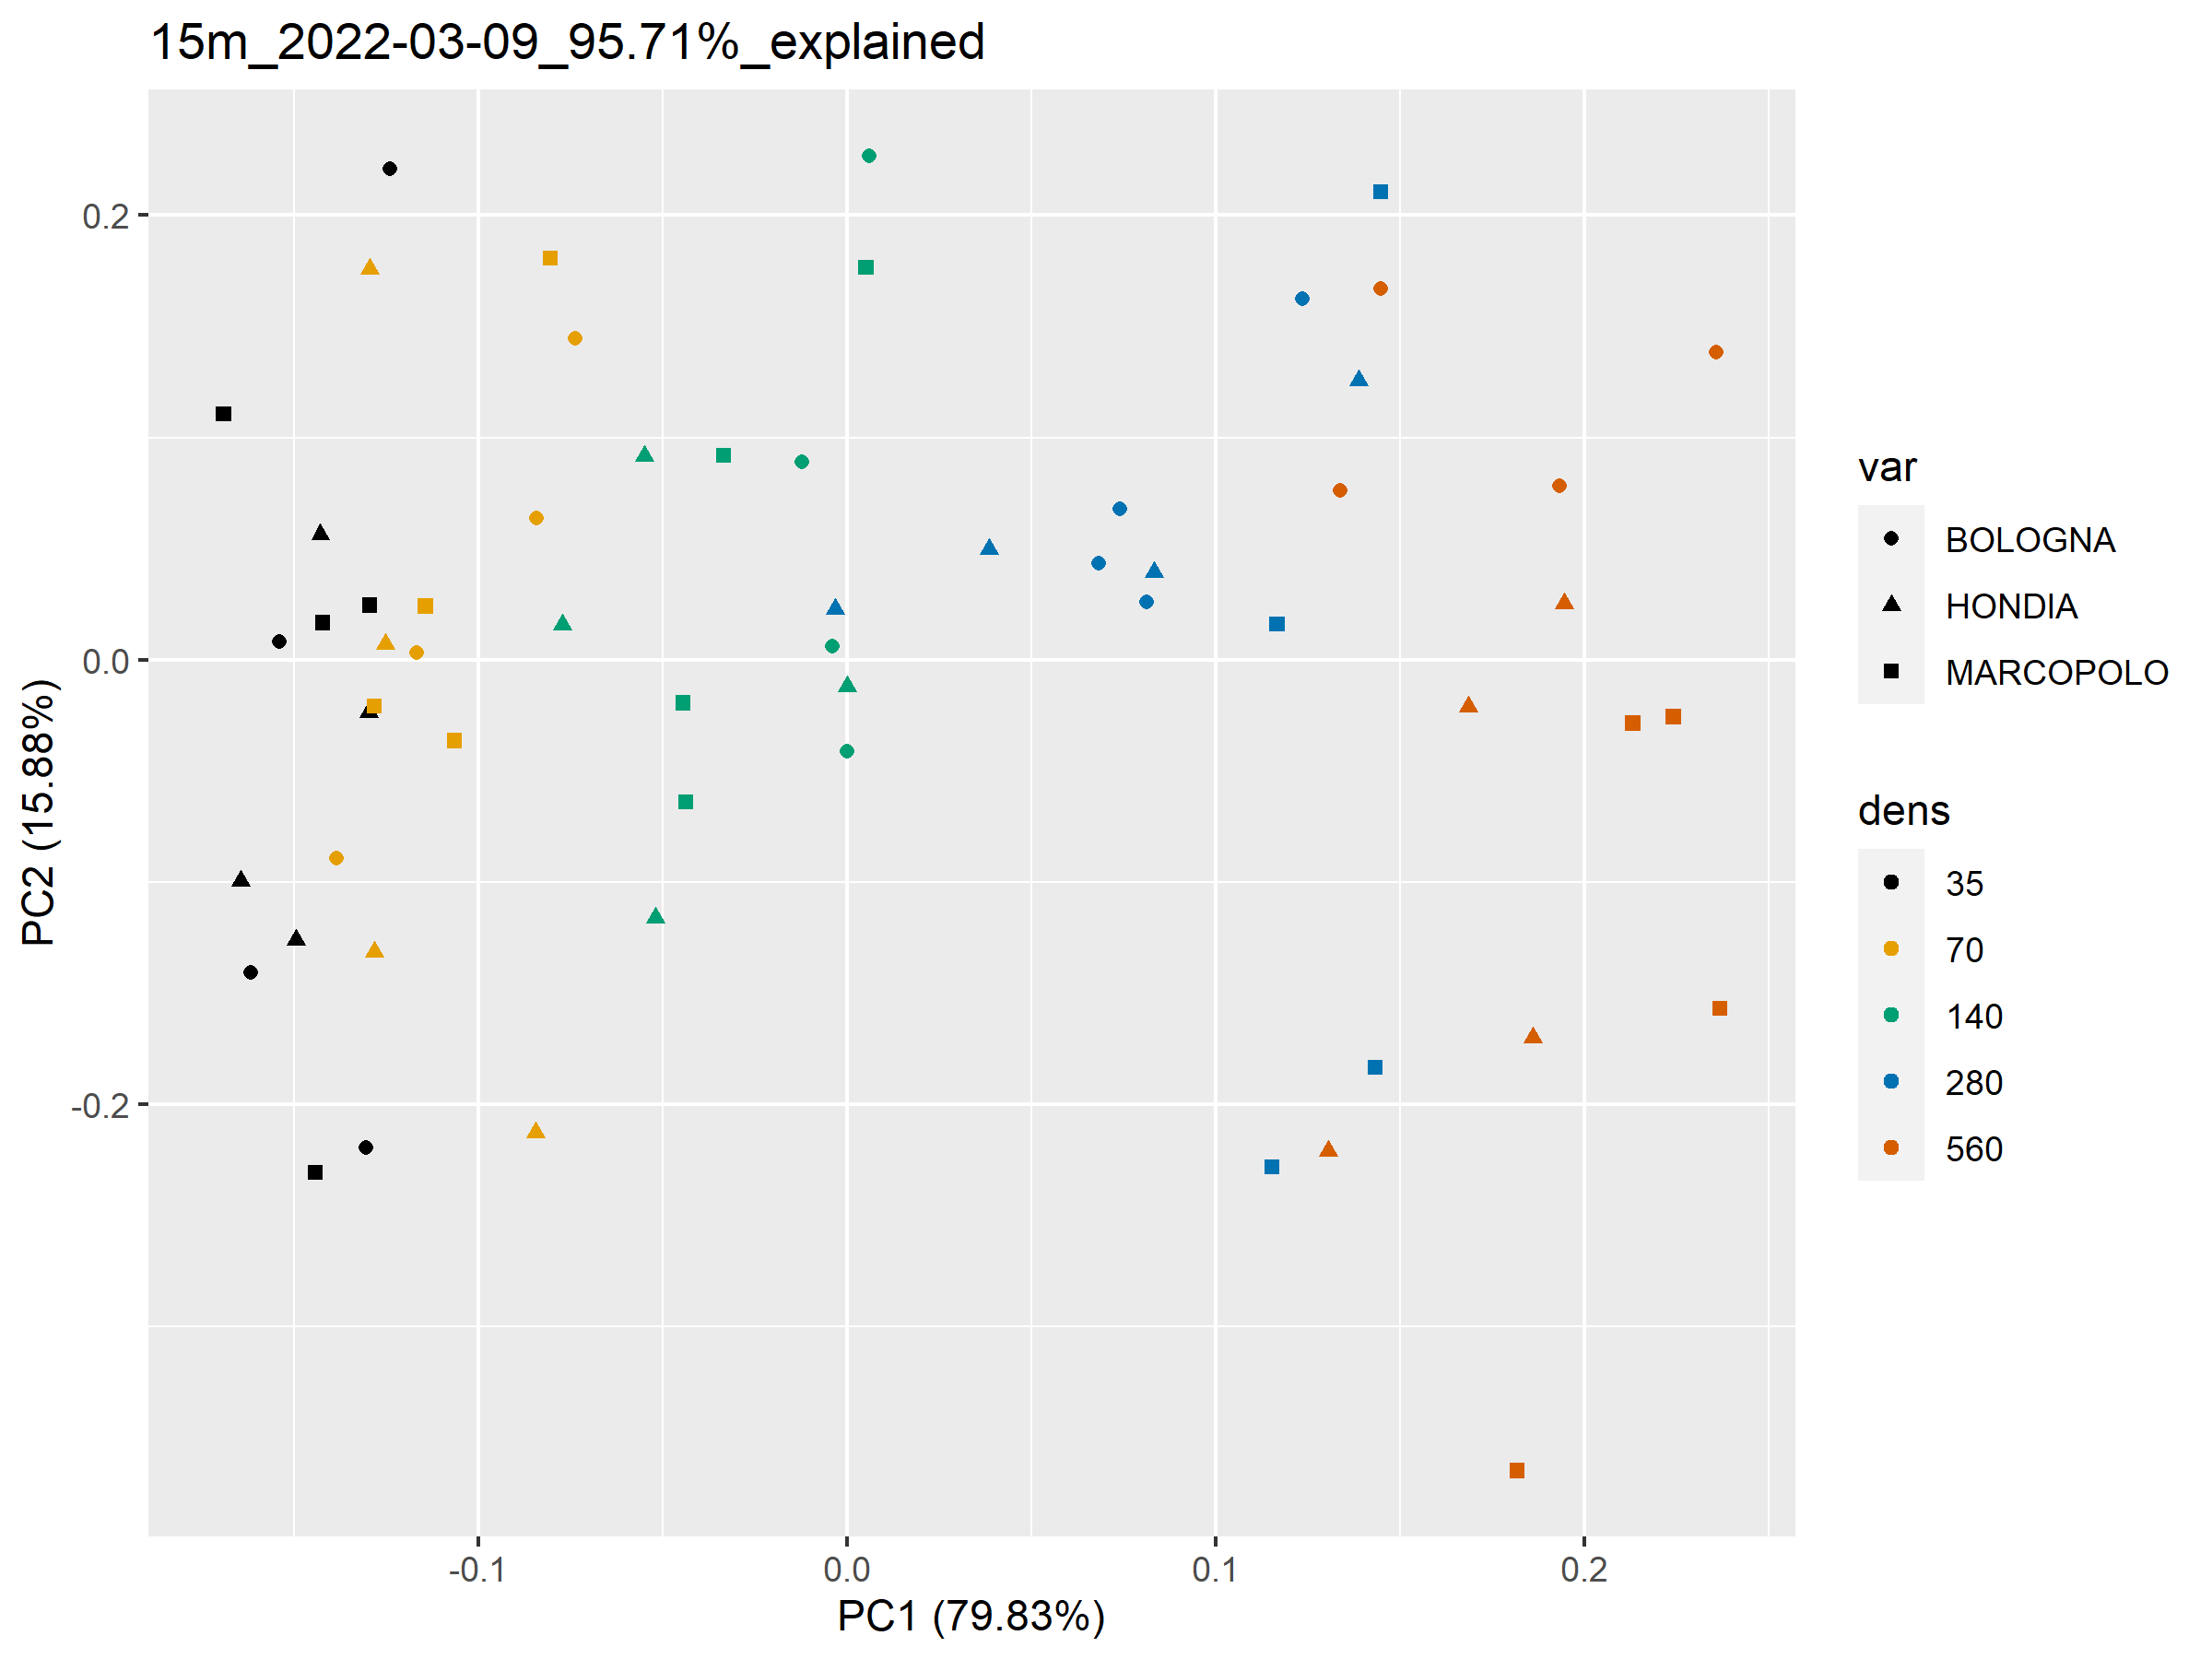 15m_2022-03-09_95.71%_explained
0.2
0.0
-0.2
PC2 (15.88%)
-0.1
0.0
0.1
0.2
PC1 (79.83%)
var
BOLOGNA
HONDIA
MARCOPOLO
dens
35
70
140
280
560